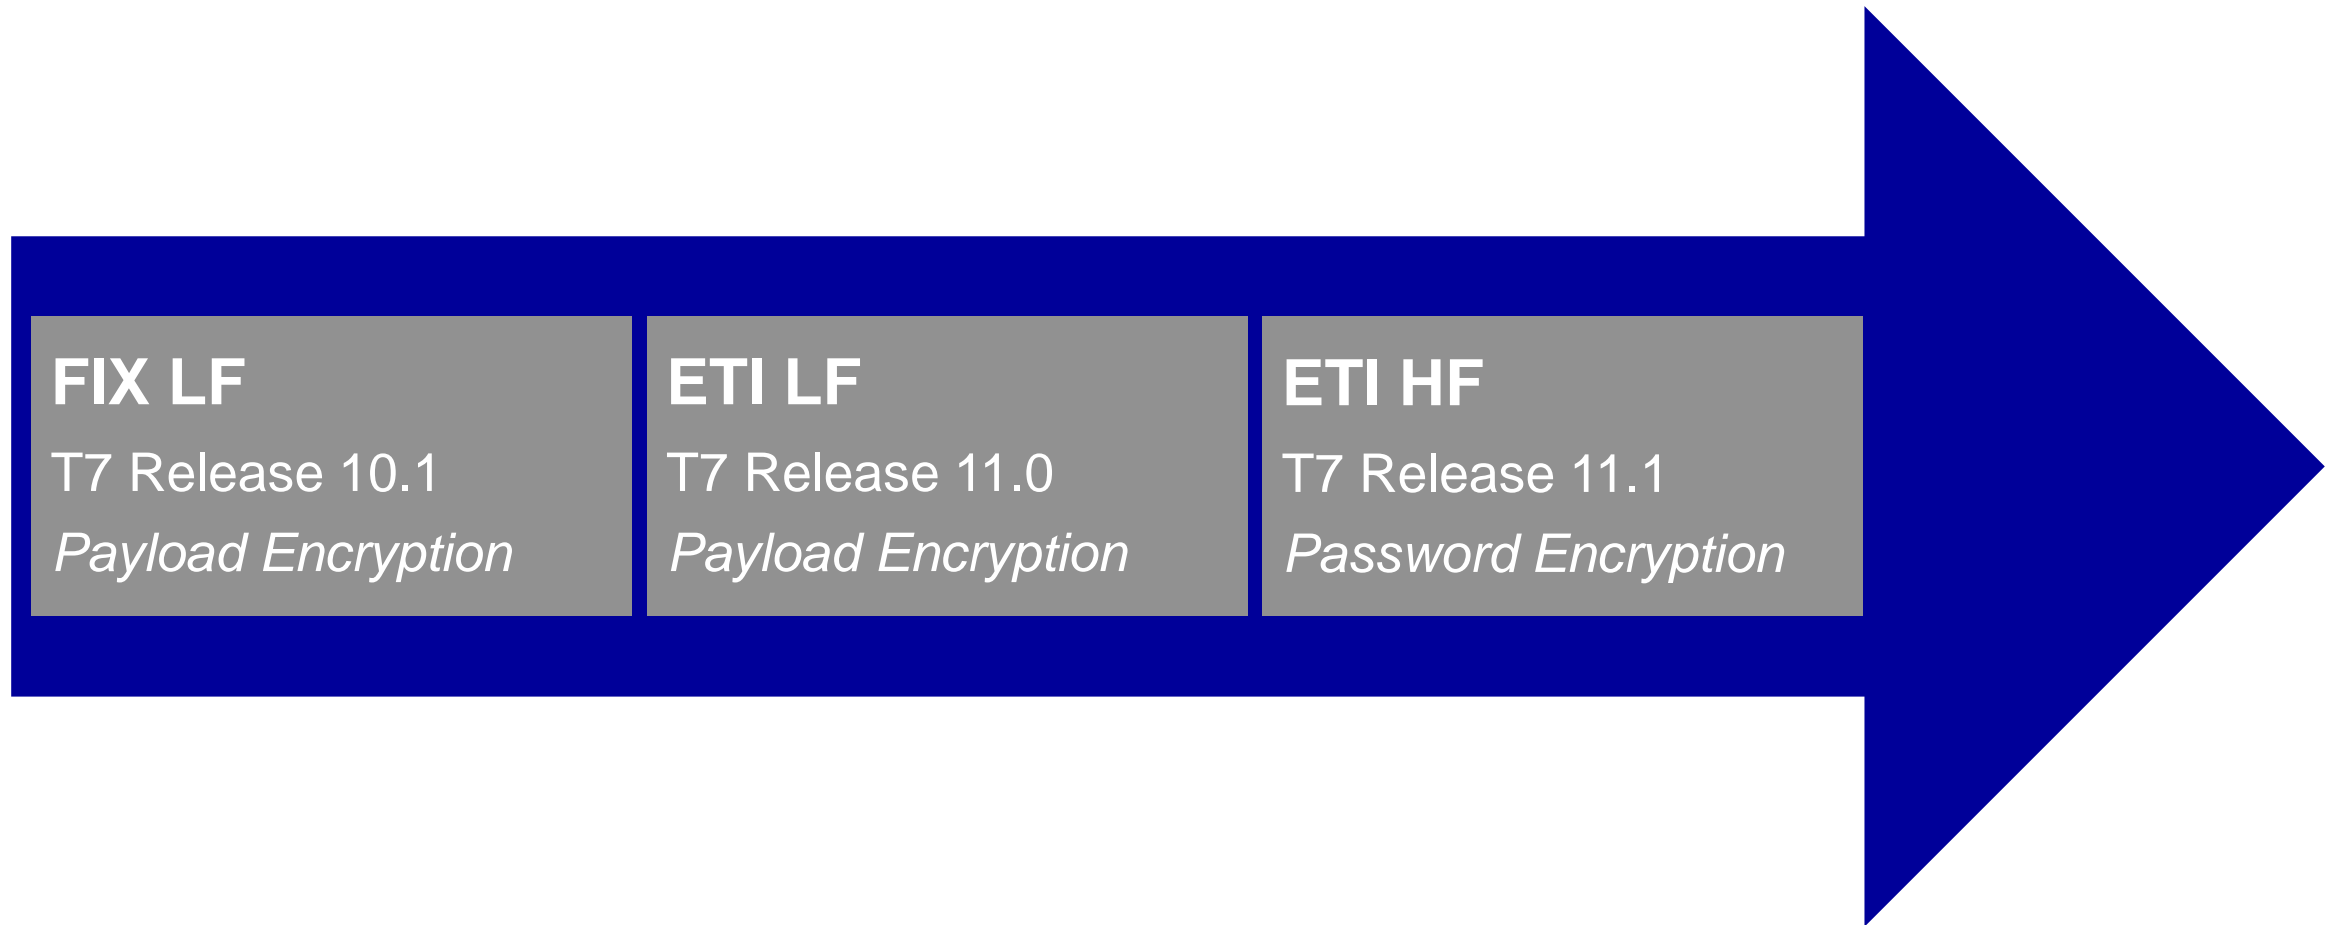 FIX LF
T7 Release 10.1
Payload Encryption
ETI LF
T7 Release 11.0
Payload Encryption
ETI HF
T7 Release 11.1
Password Encryption